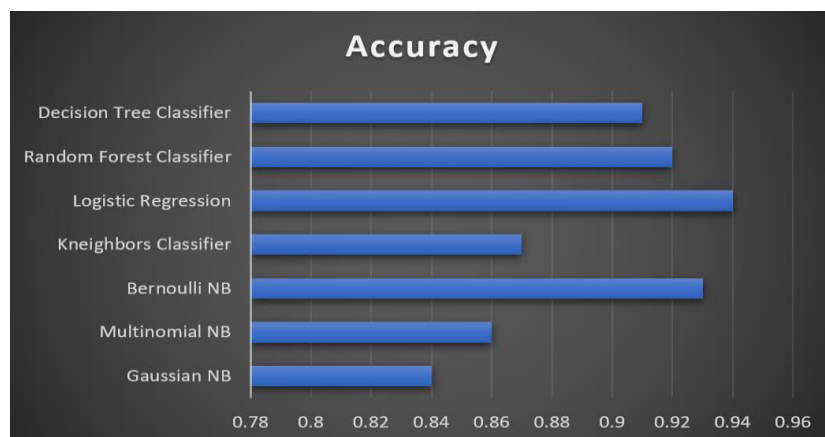 Accuracy
Decision Tree Classifier
Random Forest Classifier
Logistic Regression
Kneighbors Classifier
Bernoulli NB
Multinomial NB
Gaussian NB
0.78 0.8 0.82 0.84 0.86 0.88 0.9 0.92 0.94 0.96